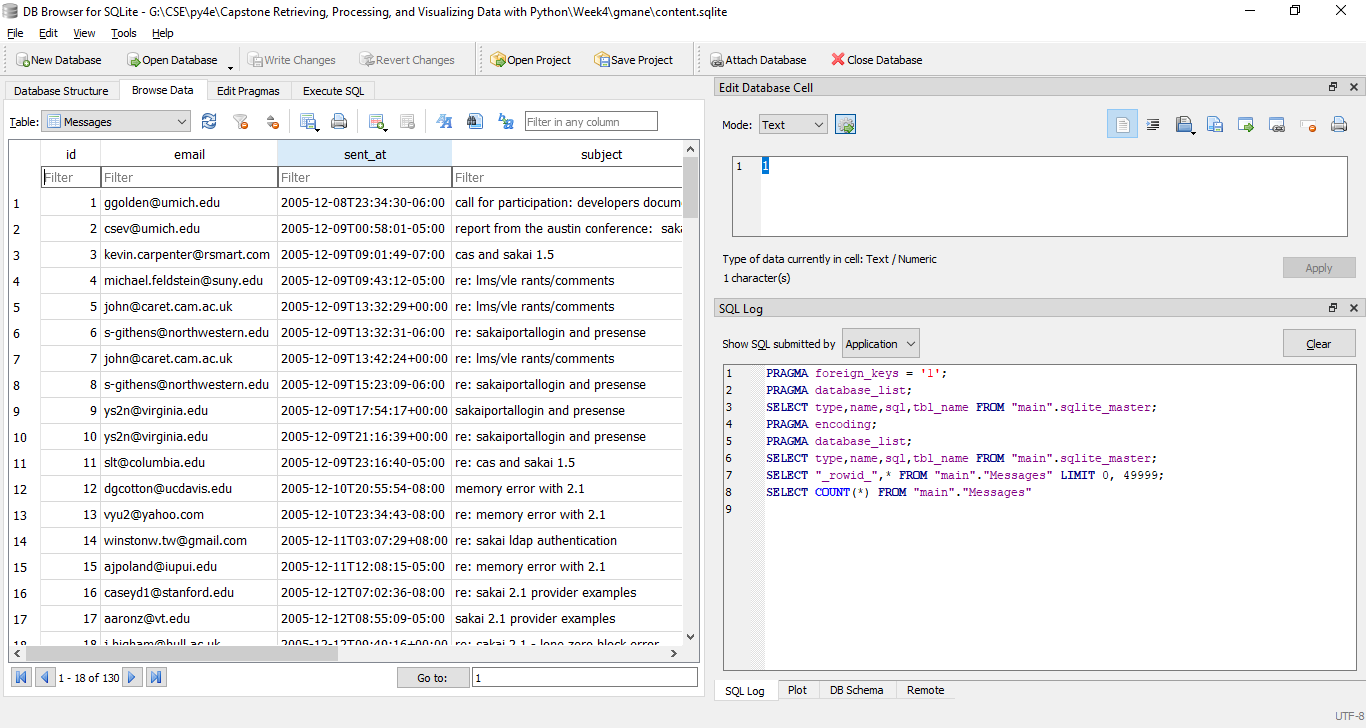 DB Browser for SQLite - G:\CSE\py4e\Capstone Retrieving, Processing, and Visualizing Data with Python\Week4\gmane\content.sqlite
File Edit View Tools Help
New Database Open Database Write Changes Revert Changes Open Project Save Project Attach Database Close Database
Database Structure Browse Data Edit Pragmas Execute SQL
Table: Messages Filter in any column
id email sent_at subject
Filter Filter Filter Filter
1 1 ggolden@umich.edu 2005-12-08T23:34:30-06:00 call for participation: developers docum
2 2 csev@umich.edu 2005-12-09T00:58:01-05:00 report from the austin conference: saka
3 3 kevin.carpenter@rsmart.com 2005-12-09T09:01:49-07:00 cas and sakai 1.5
4 4 michael.feldstein@suny.edu 2005-12-09T09:43:12-05:00 re: lms/vle rants/comments
5 5 john@caret.cam.ac.uk 2005-12-09T13:32:29+00:00 re: lms/vle rants/comments
6 6 s-githens@northwestern.edu 2005-12-09T13:32:31-06:00 re: sakaiportallogin and presense
7 7 john@caret.cam.ac.uk 2005-12-09T13:42:24+00:00 re: lms/vle rants/comments
8 8 s-githens@northwestern.edu 2005-12-09T15:23:09-06:00 re: sakaiportallogin and presense
9 9 ys2n@virginia.edu 2005-12-09T17:54:17+00:00 sakaiportallogin and presense
10 10 ys2n@virginia.edu 2005-12-09T21:16:39+00:00 re: sakaiportallogin and presense
11 11 slt@columbia.edu 2005-12-09T23:16:40-05:00 re: cas and sakai 1.5
12 12 dgcotton@ucdavis.edu 2005-12-10T20:55:54-08:00 memory error with 2.1
13 13 vyu2@yahoo.com 2005-12-10T23:34:43-08:00 re: memory error with 2.1
14 14 winstonw.tw@gmail.com 2005-12-11T03:07:29+08:00 re: sakai ldap authentication
15 15 ajpoland@iupui.edu 2005-12-11T12:08:15-05:00 re: memory error with 2.1
16 16 caseyd1@stanford.edu 2005-12-12T07:02:36-08:00 re: sakai 2.1 provider examples
17 17 aaronz@vt.edu 2005-12-12T08:55:09-05:00 sakai 2.1 provider examples
18 18 j.higham@hull.ac.uk 2005-12-12T09:49:16+00:00 re: sakai 2.1 - long zero block error
1 - 18 of 130 Go to: 1
Edit Database Cell
Mode: Text
1 1
Type of data currently in cell: Text / Numeric
1 character(s)
Apply
SQL Log
Show SQL submitted by Application Clear
1 PRAGMA foreign_keys = '1';
2 PRAGMA database_list;
3 SELECT type,name,sql,tbl_name FROM "main".sqlite_master;
4 PRAGMA encoding;
5 PRAGMA database_list;
6 SELECT type,name,sql,tbl_name FROM "main".sqlite_master;
7 SELECT "_rowid_",* FROM "main"."Messages" LIMIT 0, 49999;
8 SELECT COUNT(*) FROM "main"."Messages"
9
SQL Log Plot DB Schema Remote
UTF-8